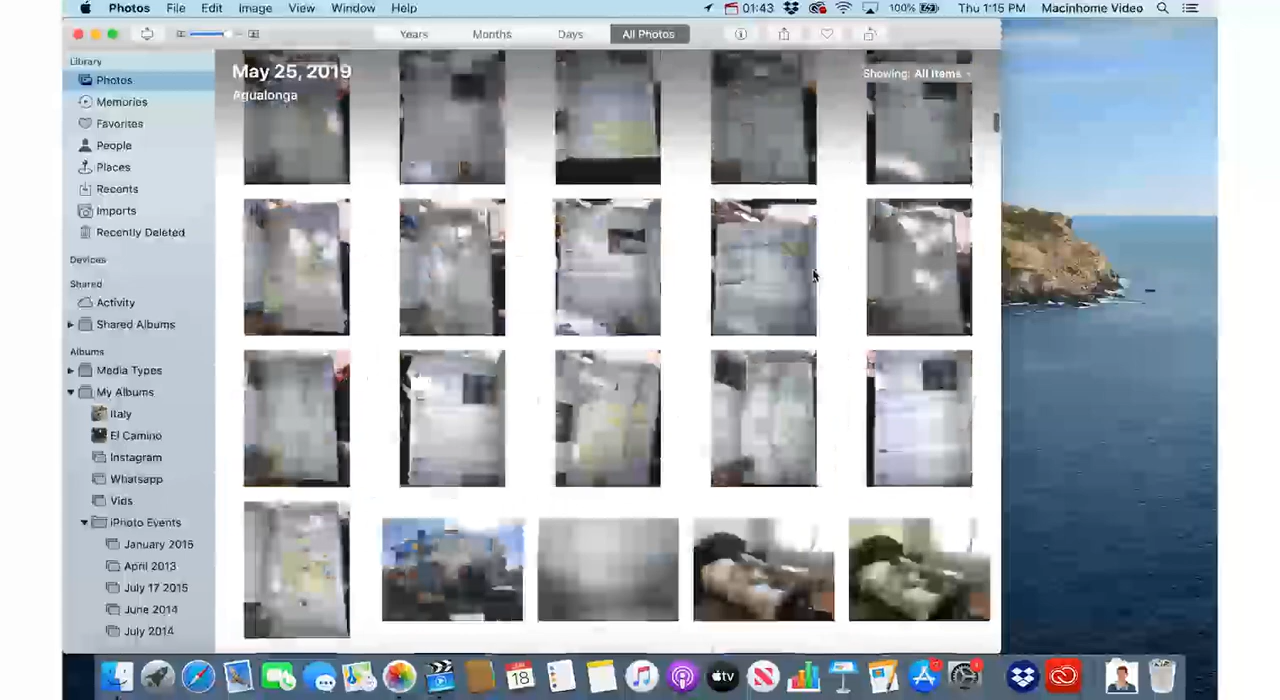 Photos File Edit Image View Window Help 01:43 100% Thu 1:15 PM Macinhome Video
Years Months Days All Photos
Library
Photos
Memories
Favorites
People
Places
Recents
Imports
Recently Deleted
Devices
Shared
Activity
Shared Albums
Albums
Media Types
My Albums
Italy
El Camino
Instagram
Whatsapp
Vids
iPhoto Events
January 2015
April 2013
July 17 2015
June 2014
July 2014
May 25, 2019
Agualonga
Showing: All Items
18
tv